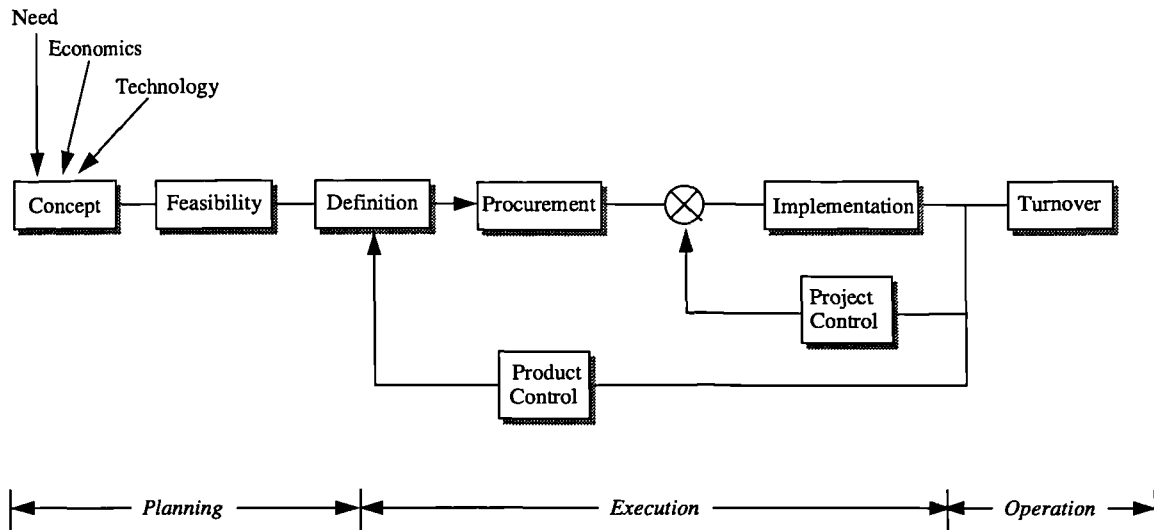 Need
Economics
Technology
Concept
Feasibility
Definition
Procurement
Implementation
Turnover
Project
Control
Product
Control
Planning
Execution
Operation